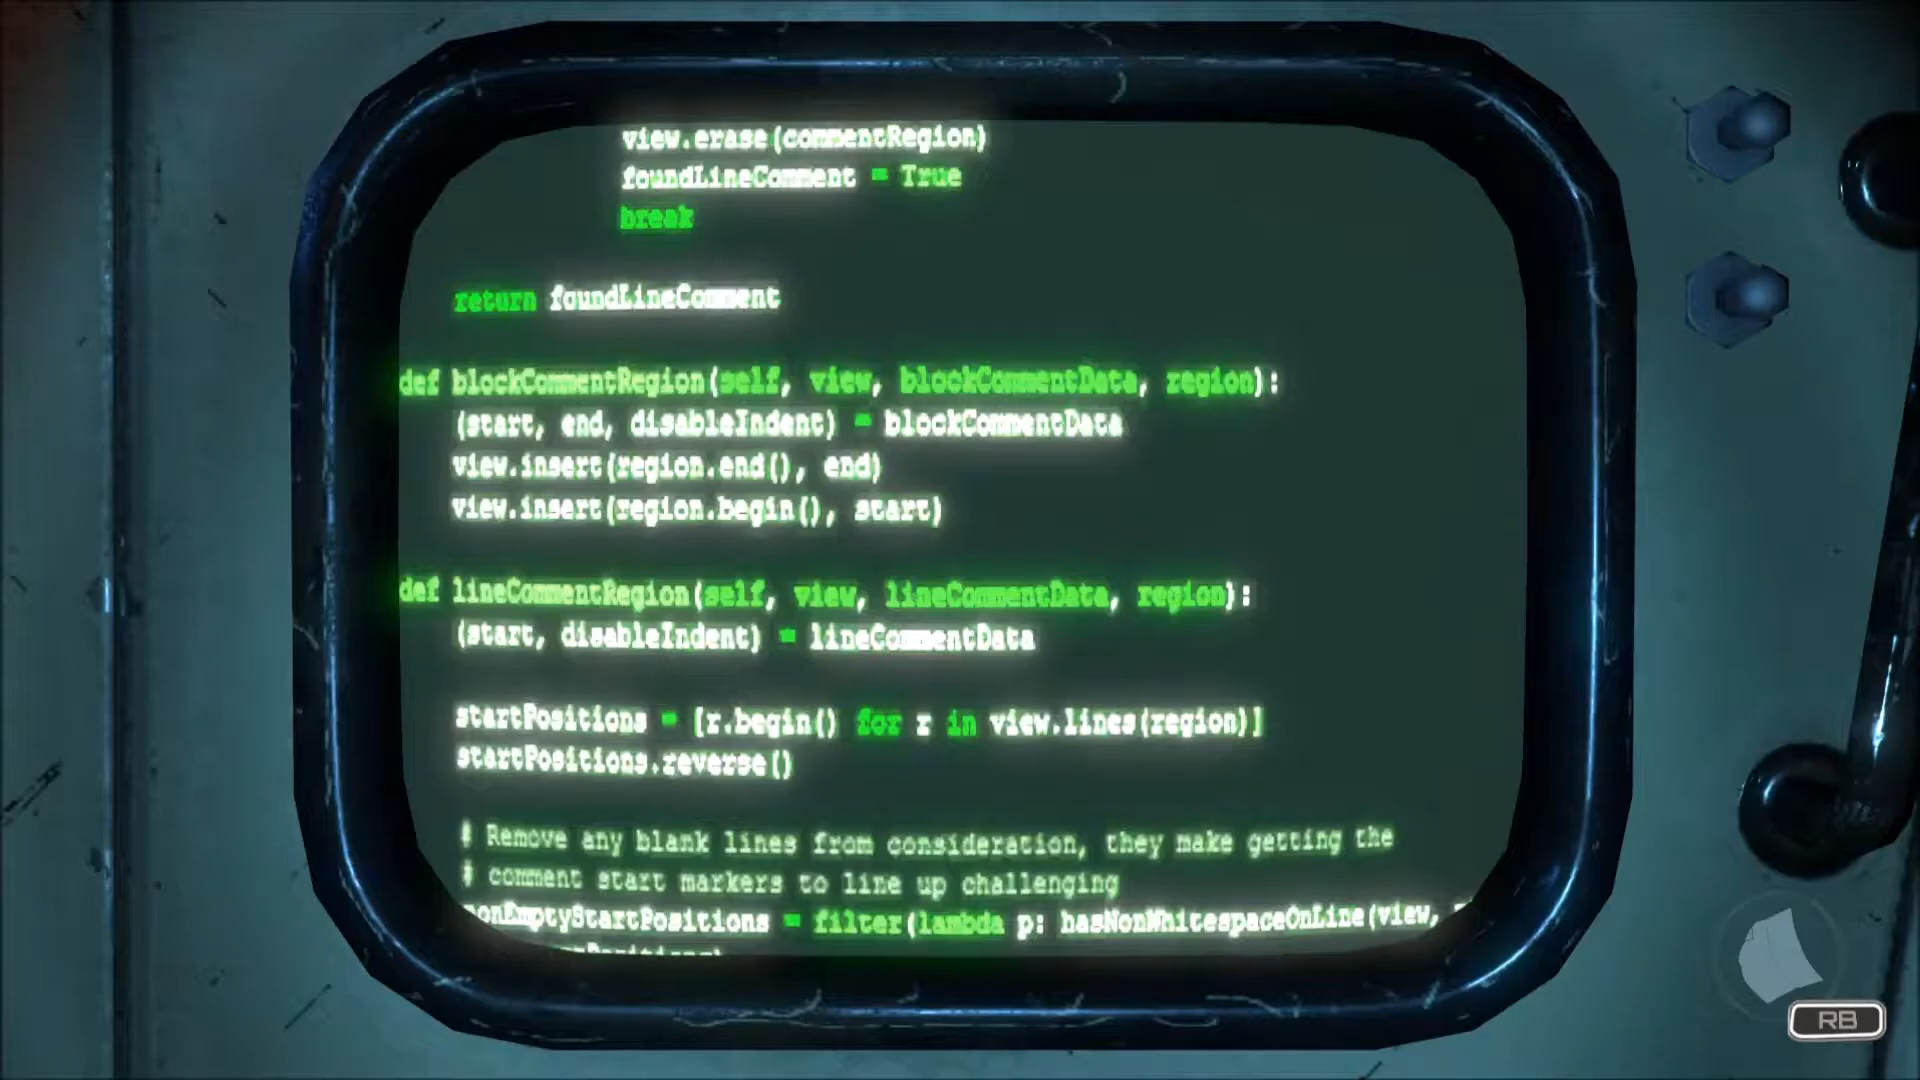 view.erase(commentRegion)
foundLineComment = True
break
return foundLineComment
def blockCommentRegion(self, view, blockCommentData, region):
(start, end, disableIndent) = blockCommentData
view.insert(region.end(), end)
view.insert(region.begin(), start)
def lineCommentRegion(self, view, lineCommentData, region):
(start, disableIndent) = lineCommentData
startPositions = [r.begin() for r in view.lines(region)]
startPositions.reverse()
# Remove any blank lines from consideration, they make getting the
# comment start markers to line up challenging
nonEmptyStartPositions = filter(lambda p: hasNonWhitespaceOnLine(view,
RB